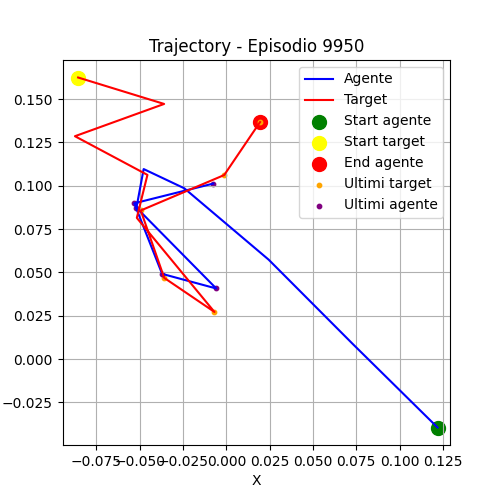 Trajectory - Episodio 9950
Agente
Target
Start agente
Start target
End agente
Ultimi target
Ultimi agente
0.150
0.125
0.100
0.075
0.050
0.025
0.000
−0.025
−0.075 −0.050 −0.025 0.000 0.025 0.050 0.075 0.100 0.125
X